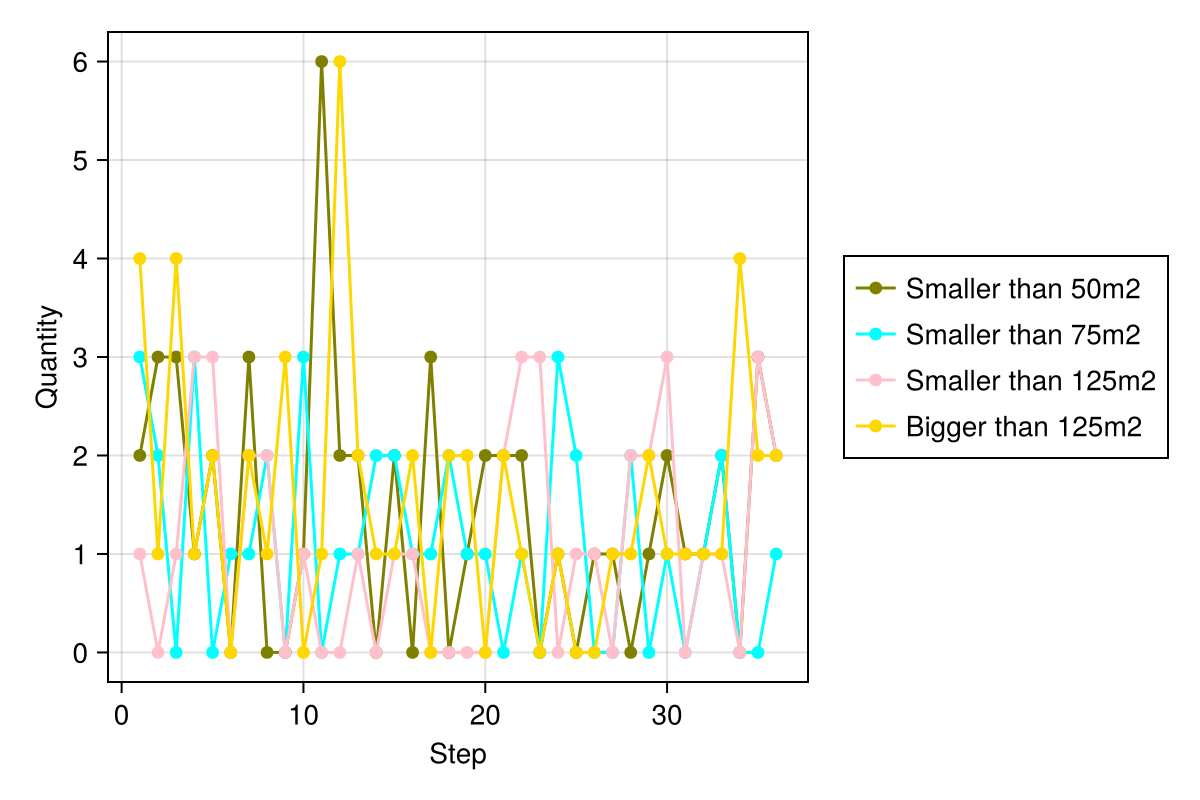 6
5
4
3
2
1
0
Quantity
0 10 20 30
Step
Smaller than 50m2
Smaller than 75m2
Smaller than 125m2
Bigger than 125m2